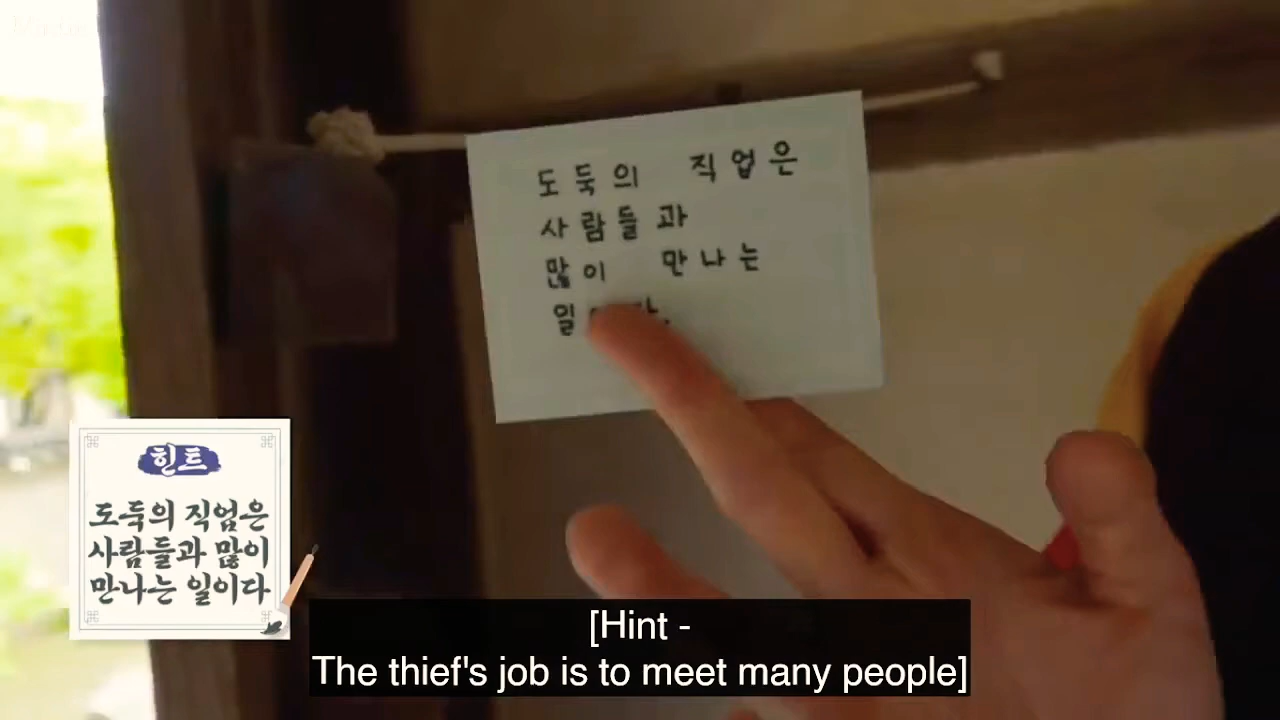 도둑의 직업은
사람들과
많이 만나는
일
힌트
도둑의 직업은
사람들과 많이
만나는 일이다
[Hint -
The thief's job is to meet many people]